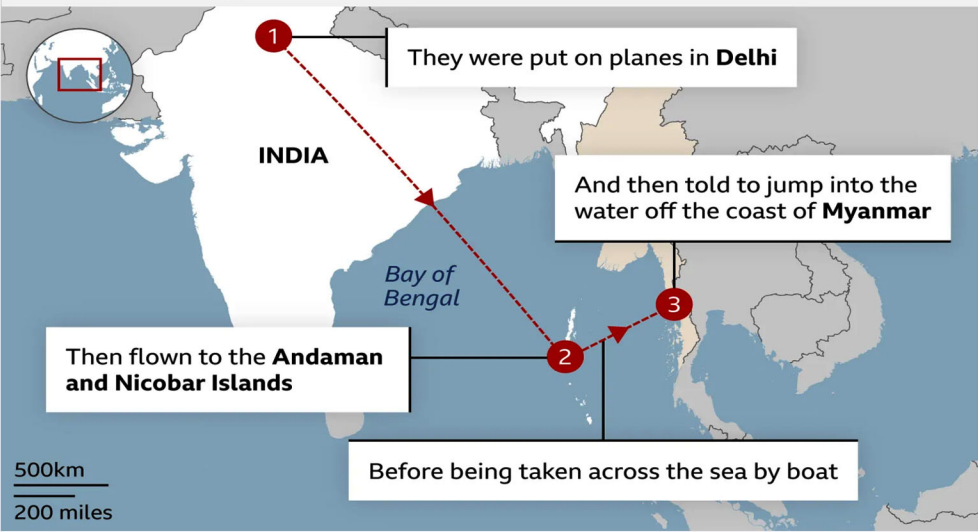 1
They were put on planes in Delhi
INDIA
And then told to jump into the
water off the coast of Myanmar
Bay of
Bengal
3
Then flown to the Andaman
and Nicobar Islands
2
Before being taken across the sea by boat
500km
200 miles